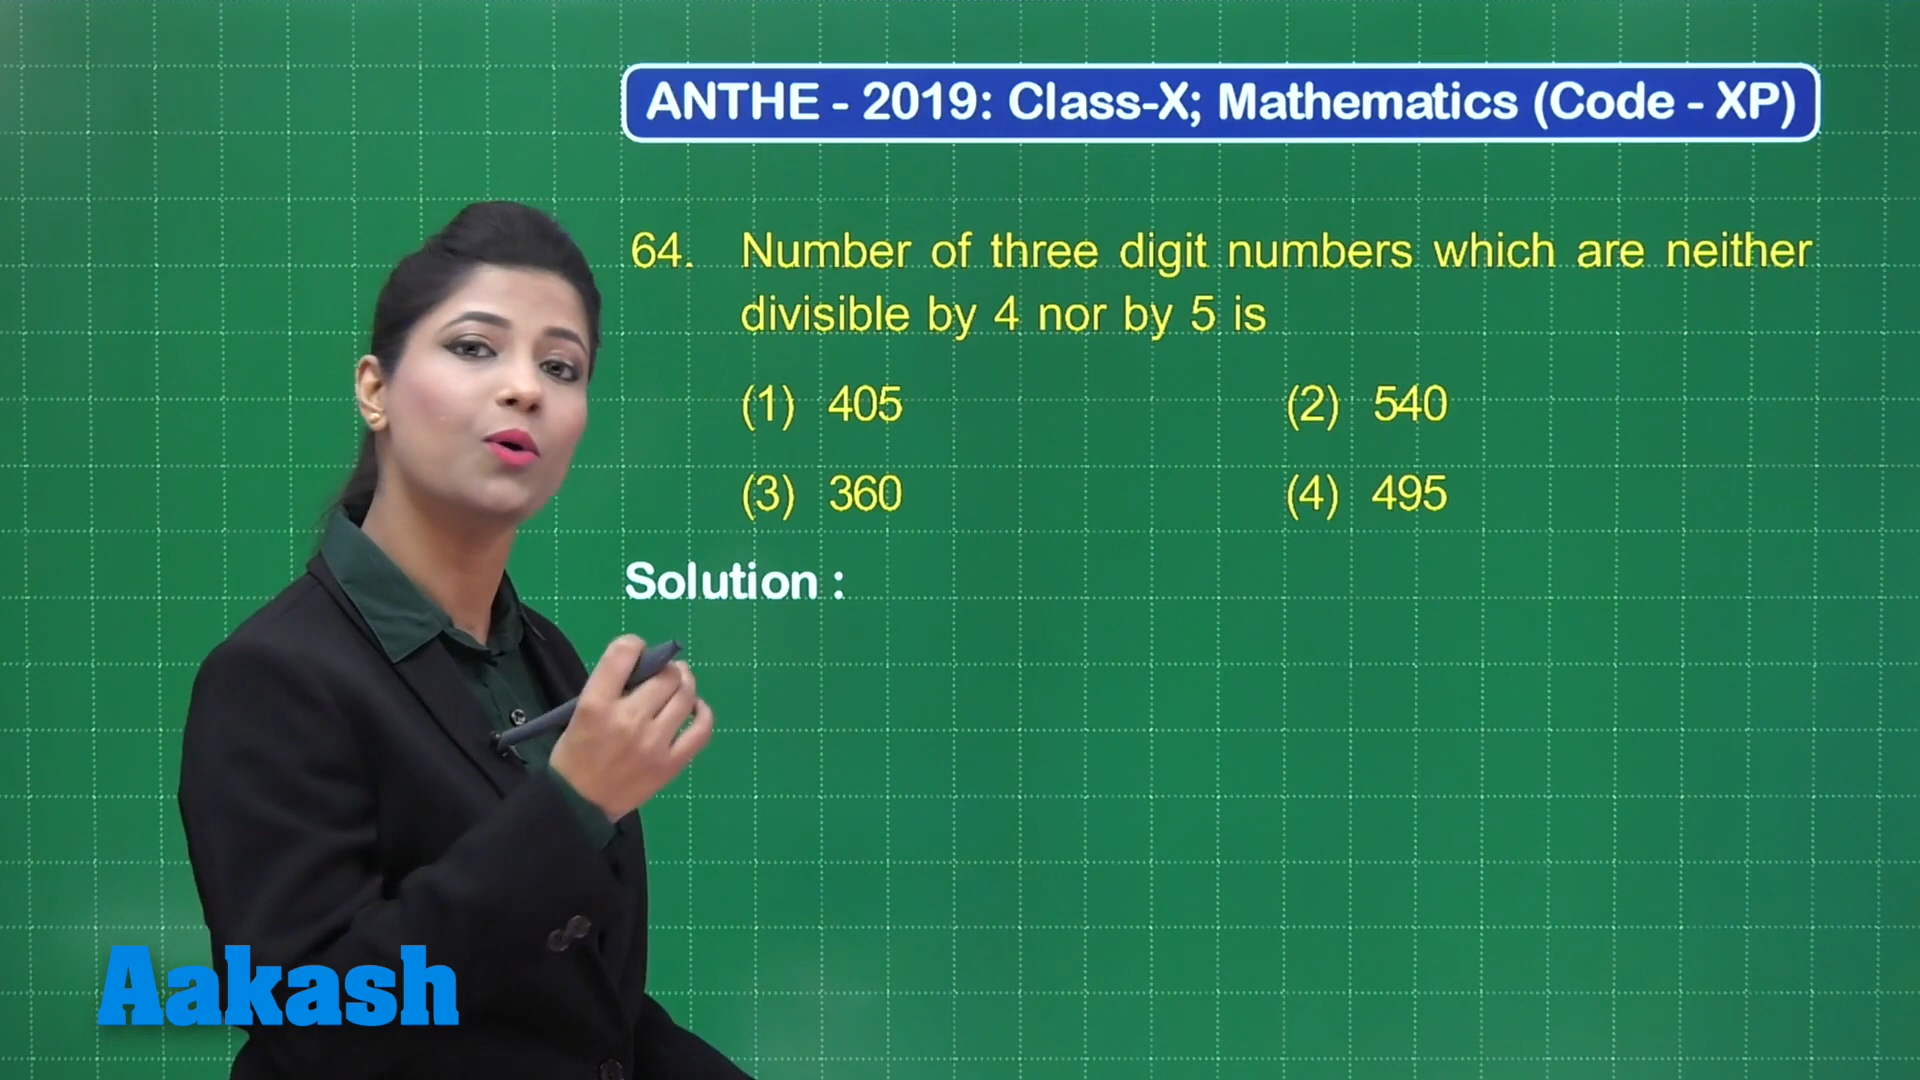 ANTHE - 2019: Class-X; Mathematics (Code - XP)
64. Number of three digit numbers which are neither
divisible by 4 nor by 5 is
(1) 405 (2) 540
(3) 360 (4) 495
Solution :
Aakash